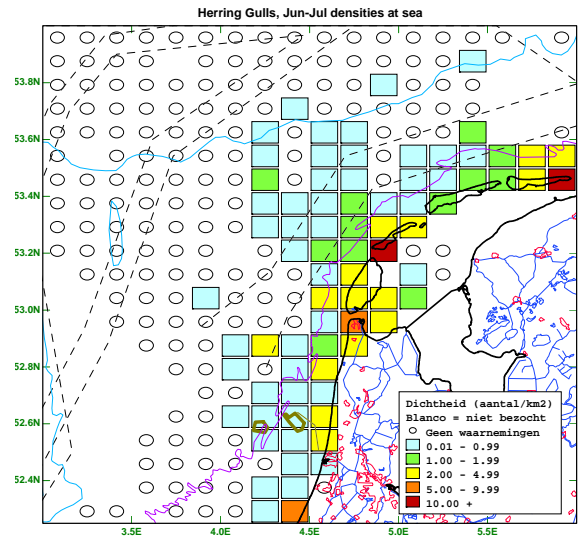 Herring Gulls, Jun-Jul densities at sea
53.8N
53.6N
53.4N
53.2N
53.0N
52.8N
52.6N
52.4N
3.5E 4.0E 4.5E 5.0E 5.5E
Dichtheid (aantal/km2)
Blanco = niet bezocht
Geen waarnemingen
0.01 - 0.99
1.00 - 1.99
2.00 - 4.99
5.00 - 9.99
10.00 +